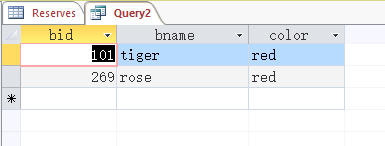 Reserves Query2
bid bname color
101 tiger red
269 rose red